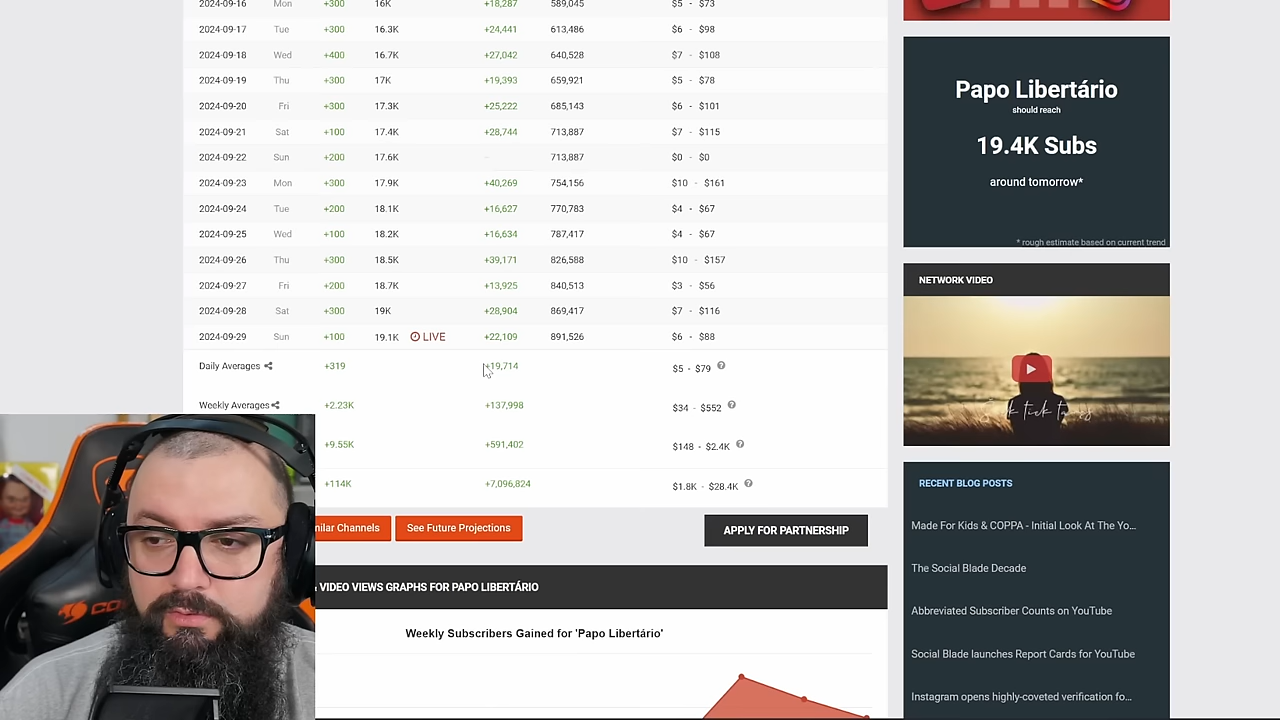 2024-09-16 Mon +300 16K +18,287 589,045 $5 - $73
2024-09-17 Tue +300 16.3K +24,441 613,486 $6 - $98
2024-09-18 Wed +400 16.7K +27,042 640,528 $7 - $108
2024-09-19 Thu +300 17K +19,393 659,921 $5 - $78
2024-09-20 Fri +300 17.3K +25,222 685,143 $6 - $101
2024-09-21 Sat +100 17.4K +28,744 713,887 $7 - $115
2024-09-22 Sun +200 17.6K -- 713,887 $0 - $0
2024-09-23 Mon +300 17.9K +40,269 754,156 $10 - $161
2024-09-24 Tue +200 18.1K +16,627 770,783 $4 - $67
2024-09-25 Wed +100 18.2K +16,634 787,417 $4 - $67
2024-09-26 Thu +300 18.5K +39,171 826,588 $10 - $157
2024-09-27 Fri +200 18.7K +13,925 840,513 $3 - $56
2024-09-28 Sat +300 19K +28,904 869,417 $7 - $116
2024-09-29 Sun +100 19.1K LIVE +22,109 891,526 $6 - $88
Daily Averages +319 +19,714 $5 - $79
Weekly Averages +2.23K +137,998 $34 - $552
+9.55K +591,402 $148 - $2.4K
+114K +7,096,824 $1.8K - $28.4K
milar Channels
See Future Projections
APPLY FOR PARTNERSHIP
VIDEO VIEWS GRAPHS FOR PAPO LIBERTÁRIO
Weekly Subscribers Gained for 'Papo Libertário'
Papo Libertário
should reach
19.4K Subs
around tomorrow*
* rough estimate based on current trend
NETWORK VIDEO
RECENT BLOG POSTS
Made For Kids & COPPA - Initial Look At The Yo...
The Social Blade Decade
Abbreviated Subscriber Counts on YouTube
Social Blade launches Report Cards for YouTube
Instagram opens highly-coveted verification fo...